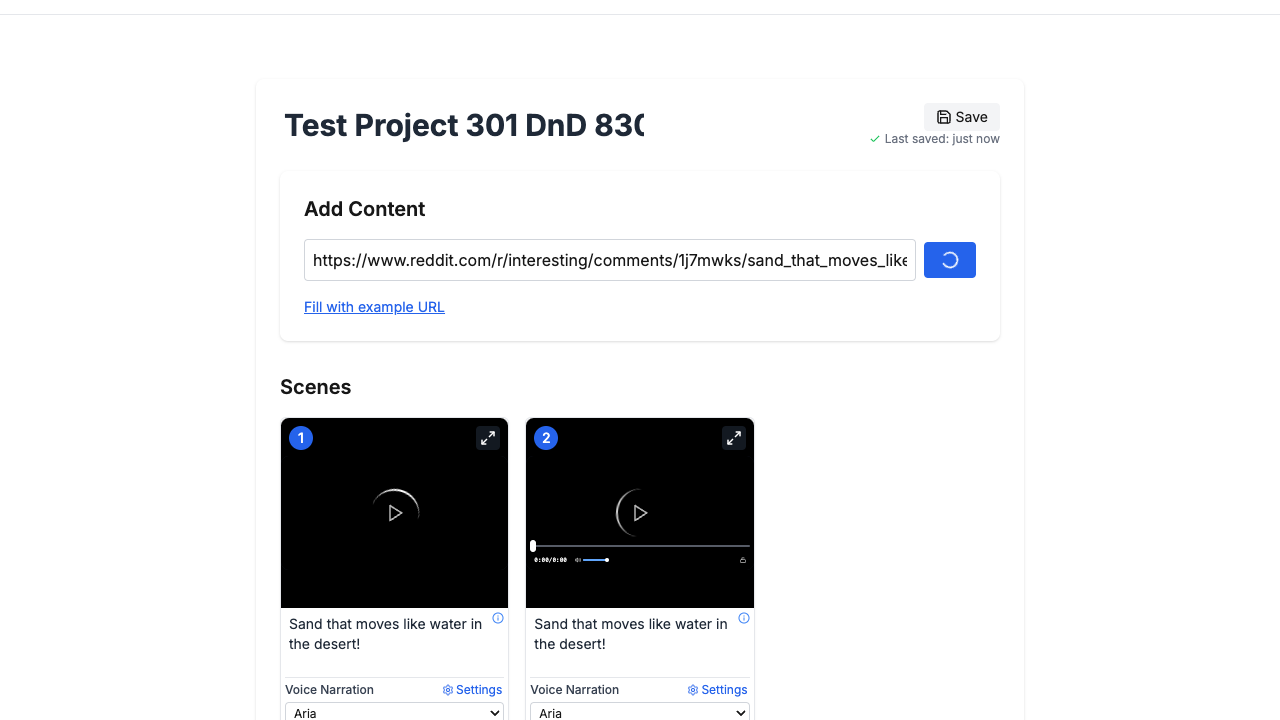 Test Project 301 DnD 830
Save
Last saved: just now
Add Content
https://www.reddit.com/r/interesting/comments/1j7mwks/sand_that_moves_like
Fill with example URL
Scenes
1
2
0:00/0:00
Sand that moves like water in
the desert!
Sand that moves like water in
the desert!
Voice Narration
Settings
Voice Narration
Settings
Aria
Aria